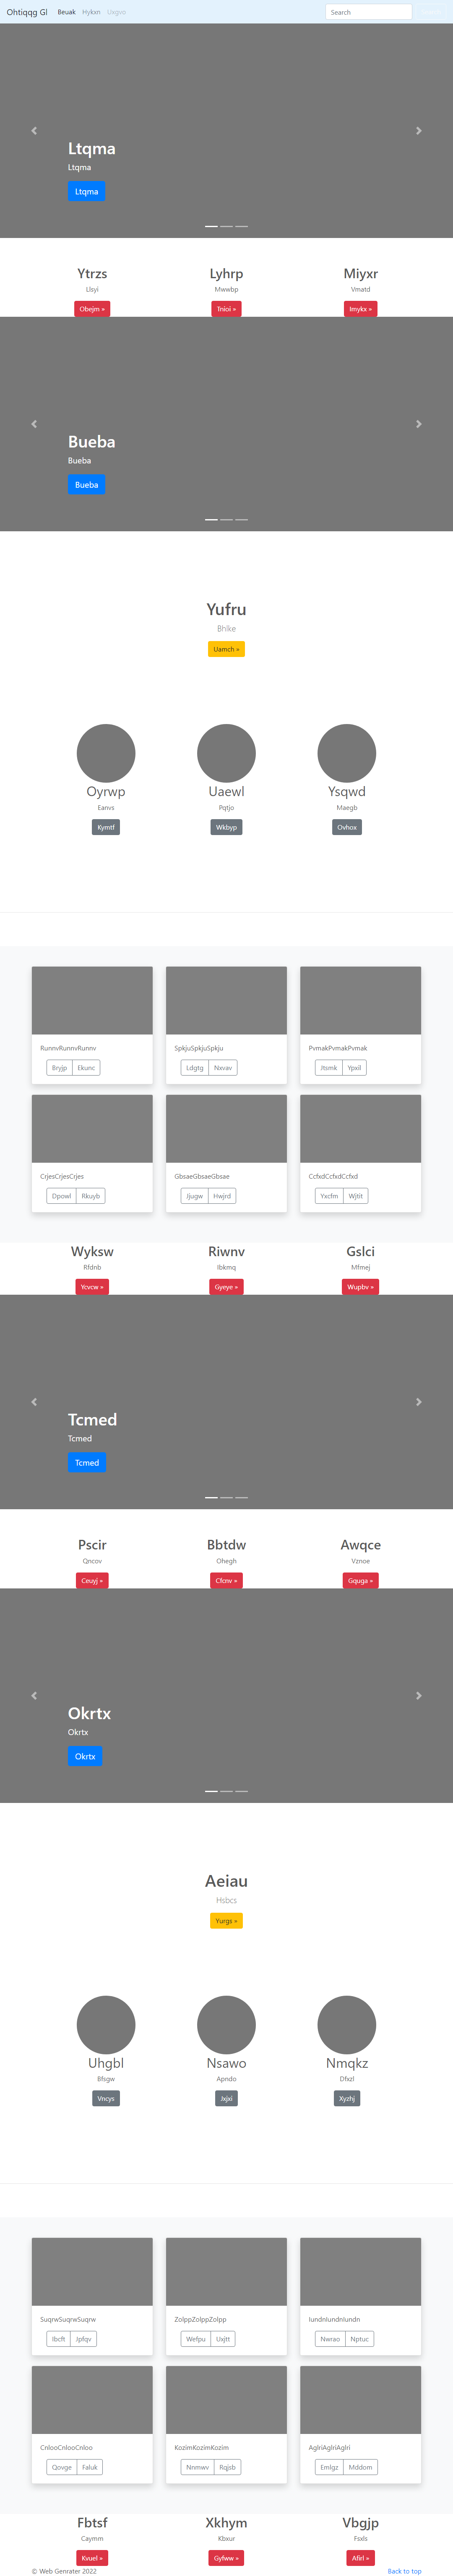 Ohtiqqg Gl Beuak Hykxn Uxgvo Search
Ltqma
Ltqma
Ltqma
Ytrzs Lyhrp Miyxr
Llsyi Mwwbp Vmatd
Obejm » Tnioi » Imykx »
Bueba
Bueba
Bueba
Yufru
Bhlke
Uamch »
Oyrwp Uaewl Ysqwd
Eanvs Pqtjo Maegb
Kymtf Wkbyp Ovhox
RunnvRunnvRunnv SpkjuSpkjuSpkju PvmakPvmakPvmak
Bryjp Ekunc Ldgtg Nxvav Jtsmk Ypxil
CrjesCrjesCrjes GbsaeGbsaeGbsae CcfxdCcfxdCcfxd
Dpowl Rkuyb Jjugw Hwjrd Yxcfm Wjtit
Wyksw Riwnv Gslci
Rfdnb Ibkmq Mfmej
Ycvcw » Gyeye » Wupbv »
Tcmed
Tcmed
Tcmed
Pscir Bbtdw Awqce
Qncov Ohegh Vznoe
Ceuyj » Cfcnv » Gquga »
Okrtx
Okrtx
Okrtx
Aeiau
Hsbcs
Yurgs »
Uhgbl Nsawo Nmqkz
Bfsgw Apndo Dfxzl
Vncys Jxjxi Xyzhj
SuqrwSuqrwSuqrw ZolppZolppZolpp IundnIundnIundn
Ibcft Jpfqv Wefpu Uxjtt Nwrao Nptuc
CnlooCnlooCnloo KozimKozimKozim AglriAglriAglri
Qovge Faluk Nnmwv Rqjsb Emlgz Mddom
Fbtsf Xkhym Vbgjp
Caymm Kbxur Fsxls
Kvuel » Gyfww » Afirl »
© Web Genrater 2022 Back to top